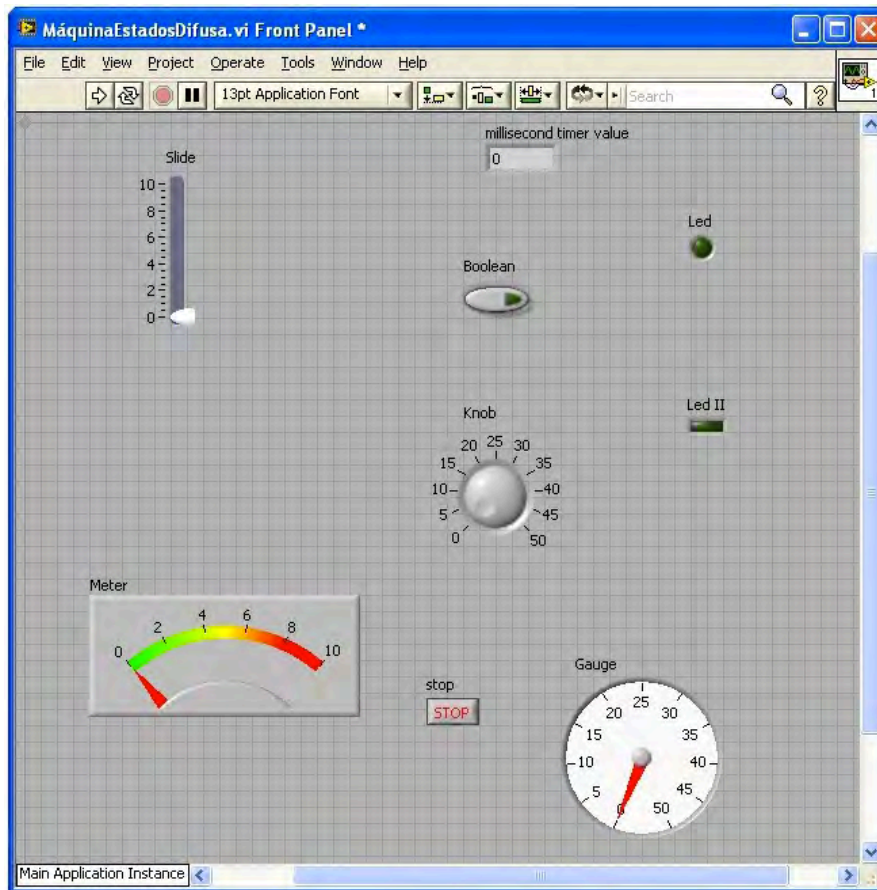 MáquinaEstadosDifusa.vi Front Panel *
File Edit View Project Operate Tools Window Help
13pt Application Font
Search
?
1
millisecond timer value
0
Slide
10
8
6
4
2
0
Led
Boolean
Knob
0 5 10 15 20 25 30 35 40 45 50
Led II
Meter
0 2 4 6 8 10
stop
STOP
Gauge
0 5 10 15 20 25 30 35 40 45 50
Main Application Instance